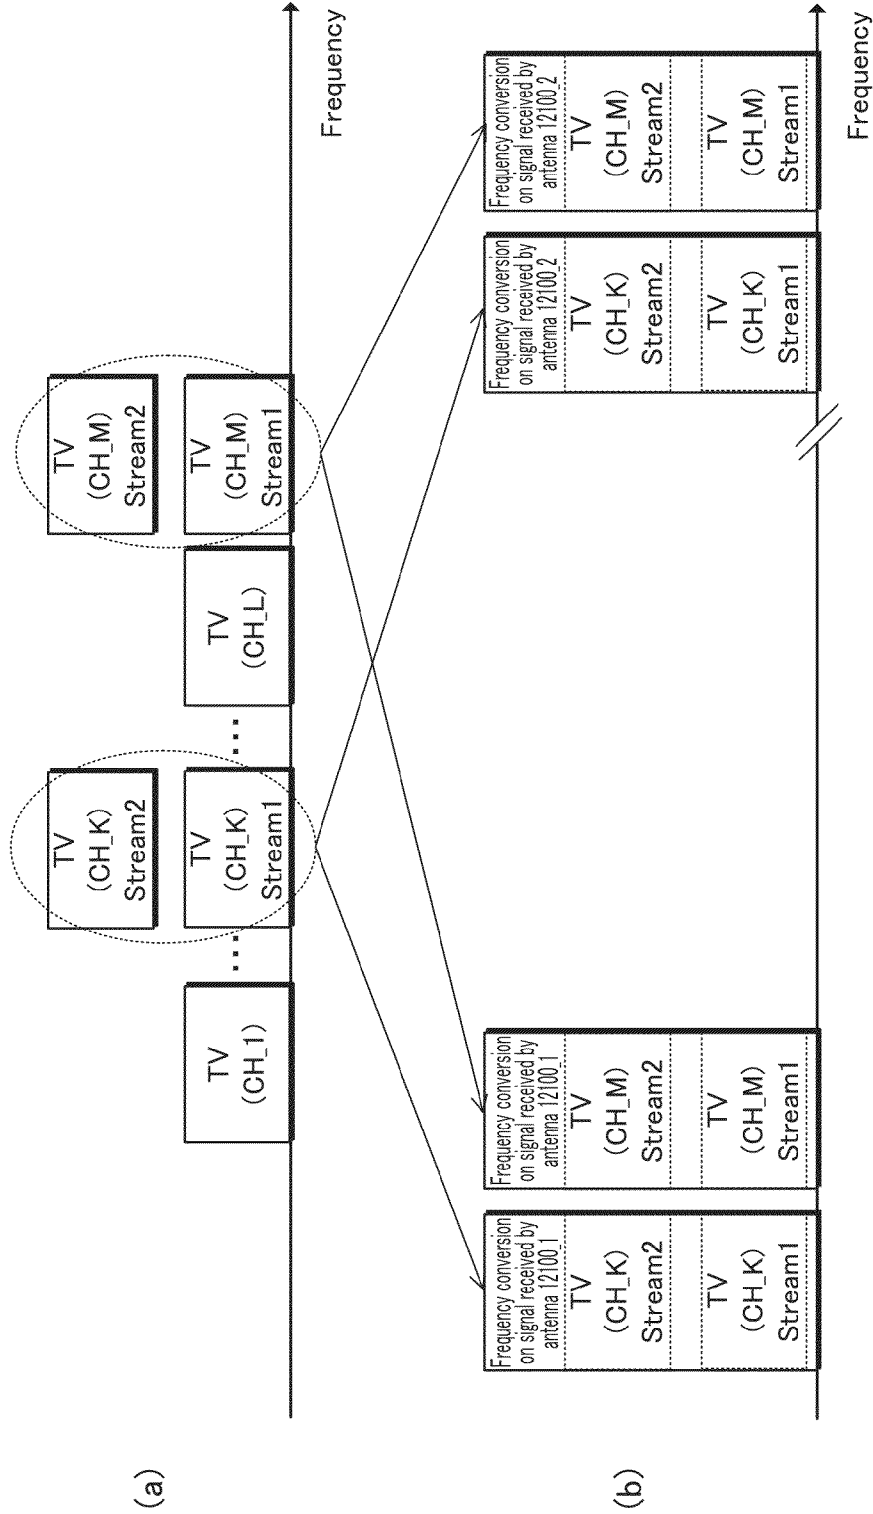 (a)
TV
(CH_1)
...
TV
(CH_K)
Stream2
TV
(CH_K)
Stream1
...
TV
(CH_L)
TV
(CH_M)
Stream2
TV
(CH_M)
Stream1
Frequency
(b)
Frequency conversion
on signal received by
antenna 12100_1
TV
(CH_K)
Stream2
TV
(CH_K)
Stream1
Frequency conversion
on signal received by
antenna 12100_1
TV
(CH_M)
Stream2
TV
(CH_M)
Stream1
Frequency conversion
on signal received by
antenna 12100_2
TV
(CH_K)
Stream2
TV
(CH_K)
Stream1
Frequency conversion
on signal received by
antenna 12100_2
TV
(CH_M)
Stream2
TV
(CH_M)
Stream1
Frequency